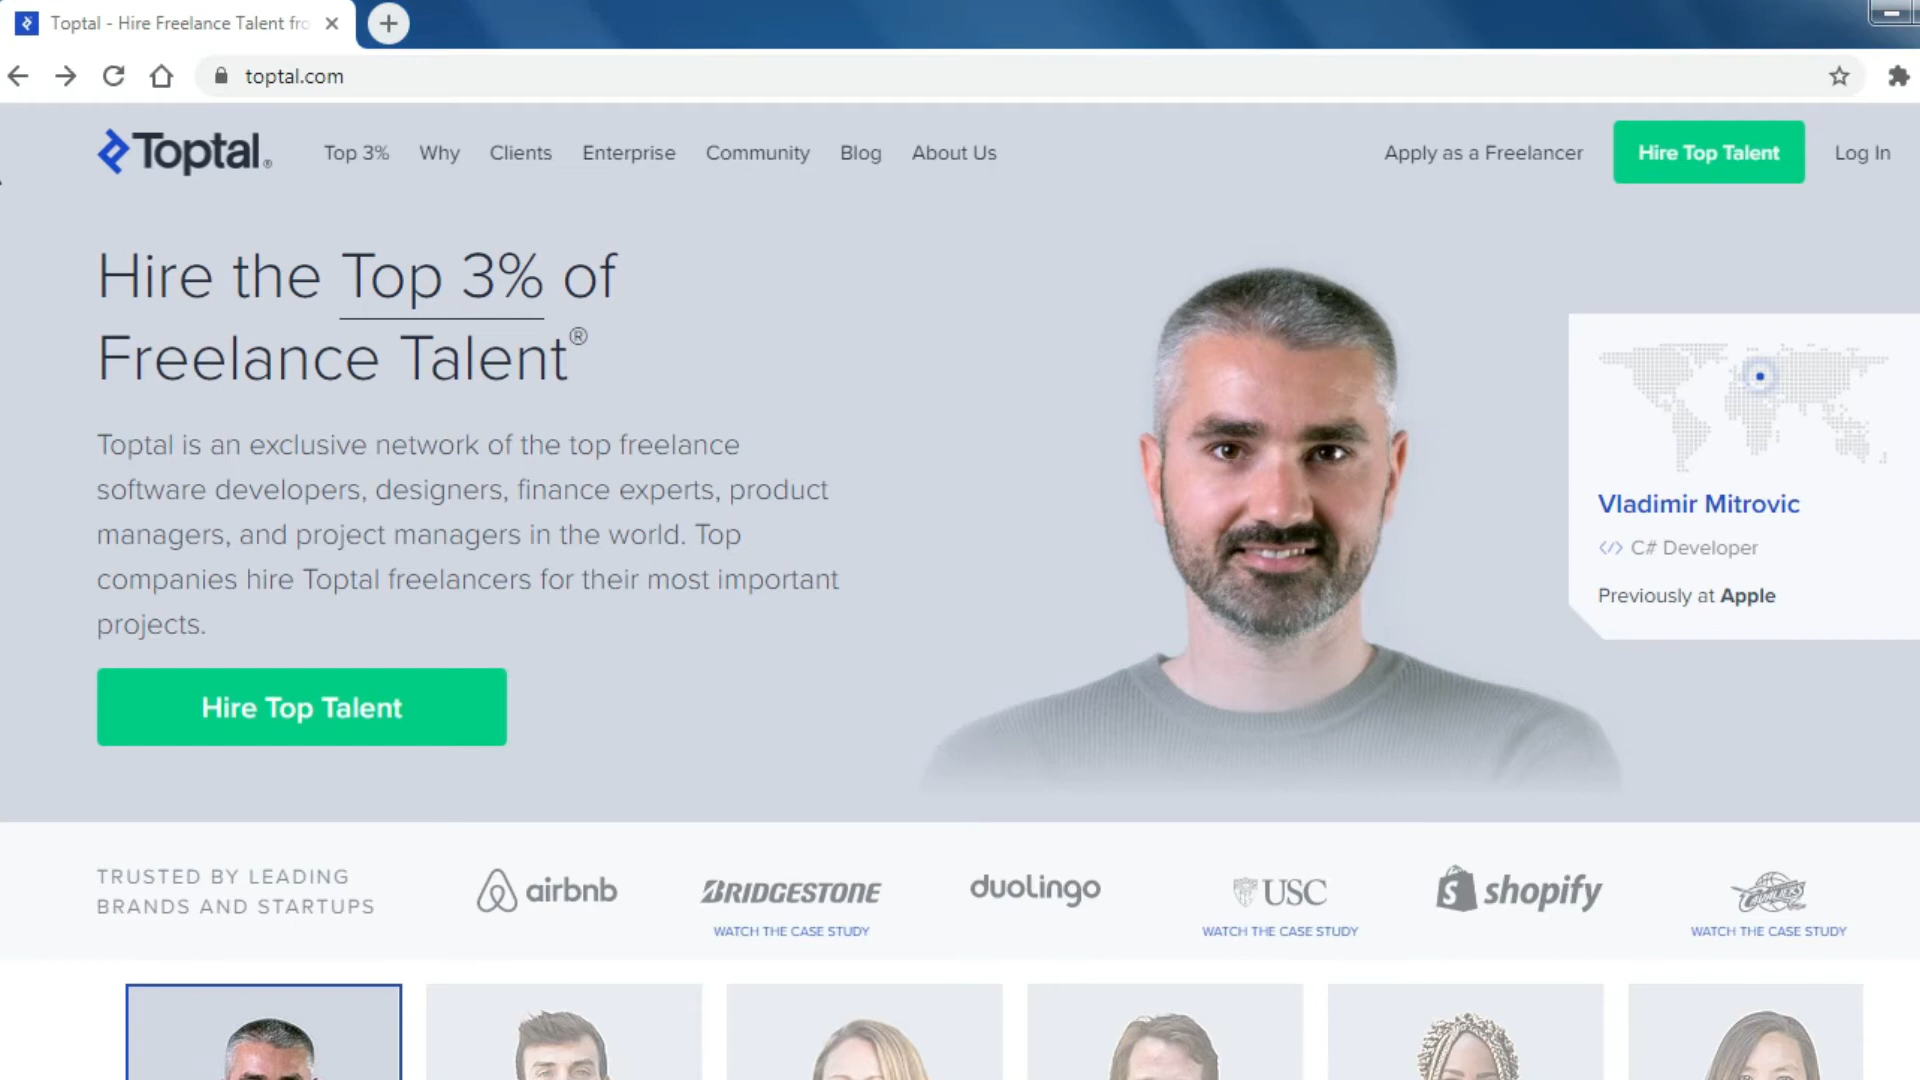 Toptal - Hire Freelance Talent fro
toptal.com
Toptal®
Top 3%
Why
Clients
Enterprise
Community
Blog
About Us
Apply as a Freelancer
Hire Top Talent
Log In
Hire the Top 3% of
Freelance Talent®
Toptal is an exclusive network of the top freelance
software developers, designers, finance experts, product
managers, and project managers in the world. Top
companies hire Toptal freelancers for their most important
projects.
Hire Top Talent
Vladimir Mitrovic
</> C# Developer
Previously at Apple
TRUSTED BY LEADING
BRANDS AND STARTUPS
airbnb
BRIDGESTONE
WATCH THE CASE STUDY
duolingo
USC
WATCH THE CASE STUDY
shopify
CAVALIERS
WATCH THE CASE STUDY